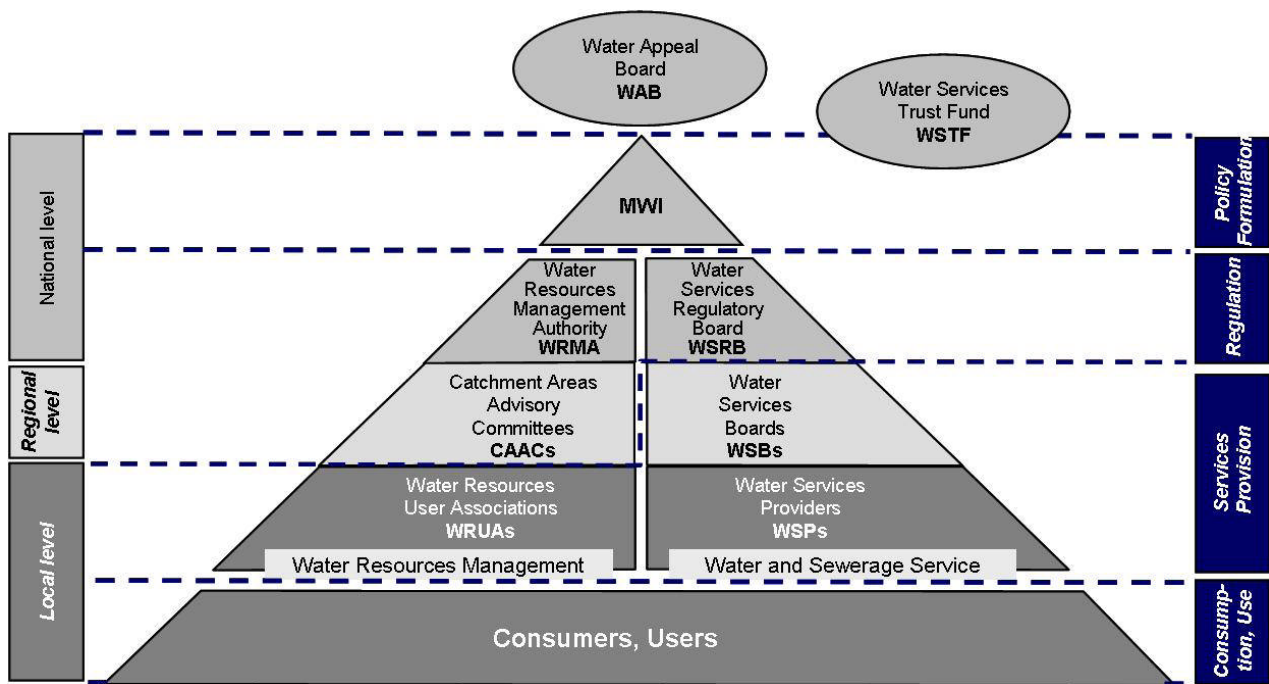 Water Appeal
Board
WAB
Water Services
Trust Fund
WSTF
National level
MWI
Policy
Formulation
Water
Resources
Management
Authority
WRMA
Water
Services
Regulatory
Board
WSRB
Regulation
Regional
level
Catchment Areas
Advisory
Committees
CAACs
Water
Services
Boards
WSBs
Services
Provision
Local level
Water Resources
User Associations
WRUAs
Water Resources Management
Water Services
Providers
WSPs
Water and Sewerage Service
Consumers, Users
Consump-
tion, Use